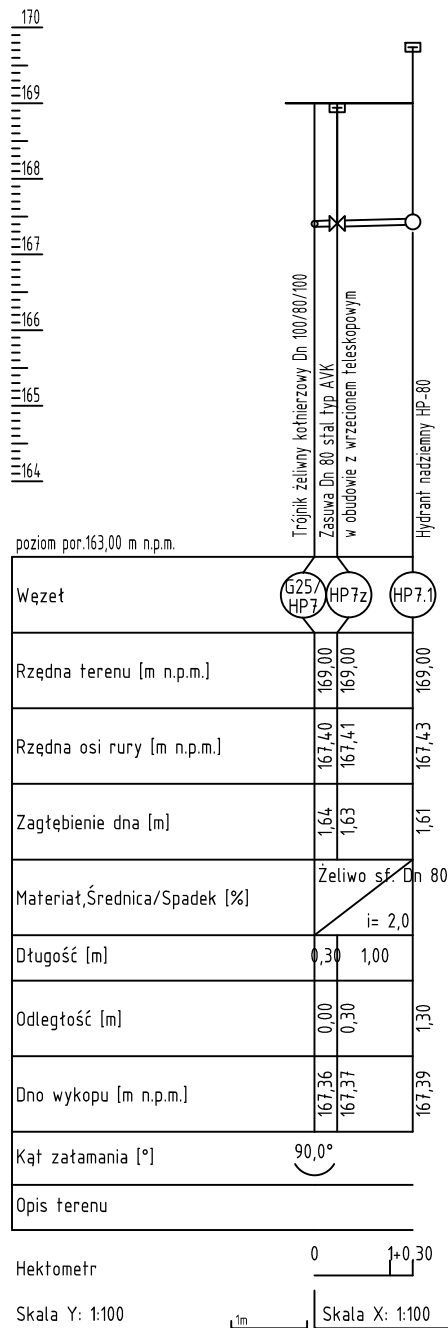 170
169
168
167
166
165
164
Trójnik żeliwny kołnierzowy Dn 100/80/100
Zasuwa Dn 80 stal typ AVK
w obudowie z wrzecionem teleskopowym
Hydrant nadziemny HP-80
poziom por.163,00 m n.p.m.
Węzeł G25/HP7 HP7z HP7.1
Rzędna terenu [m n.p.m.] 169,00 169,00 169,00
Rzędna osi rury [m n.p.m.] 167,40 167,41 167,43
Zagłębienie dna [m] 1,64 1,63 1,61
Materiał,Średnica/Spadek [%] Żeliwo sf. Dn 80 i= 2,0
Długość [m] 0,30 1,00
Odległość [m] 0,00 0,30 1,30
Dno wykopu [m n.p.m.] 167,36 167,37 167,39
Kąt załamania [°] 90,0°
Opis terenu
Hektometr 0 1+0,30
Skala Y: 1:100 1m Skala X: 1:100